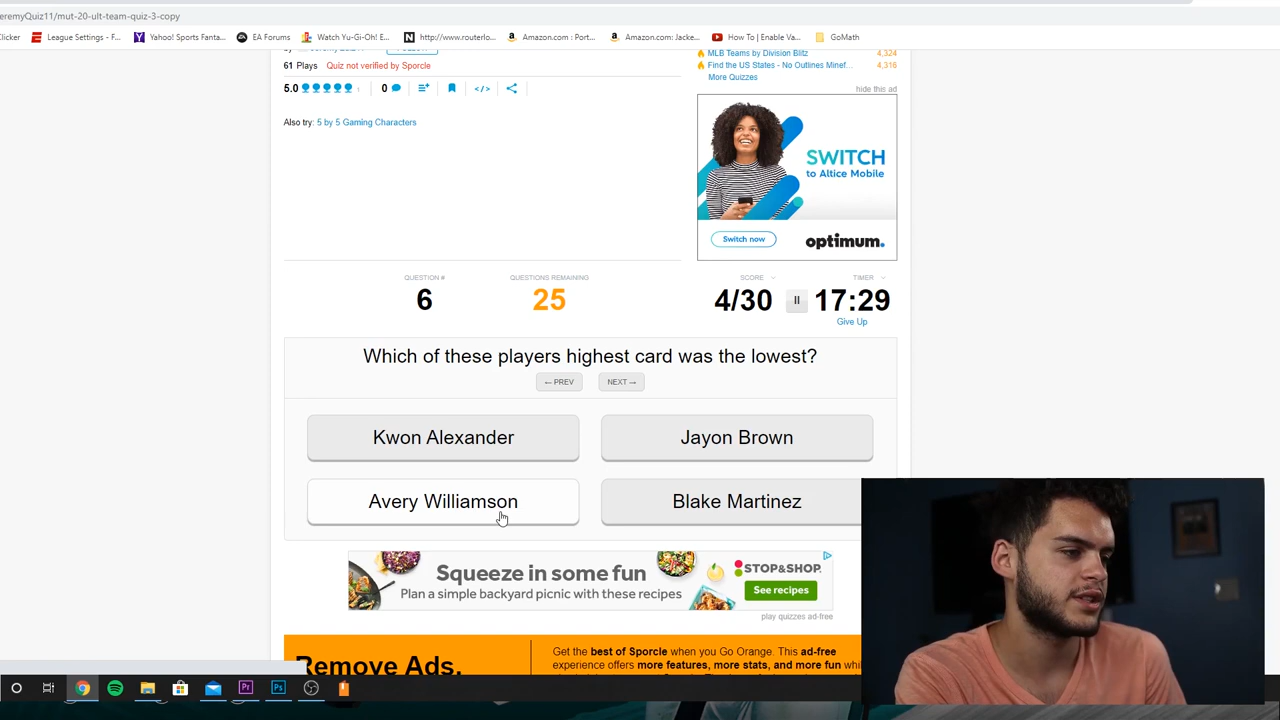 eremyQuiz11/mut-20-ult-team-quiz-3-copy
licker League Settings - F... Yahoo! Sports Fanta... EA Forums Watch Yu-Gi-Oh! E... http://www.routerlo... Amazon.com : Port... Amazon.com: Jacke... How To | Enable Va... GoMath
MLB Teams by Division Blitz 4,324
61 Plays Quiz not verified by Sporcle
Find the US States - No Outlines Minef... 4,316
More Quizzes
5.0 0
hide this ad
Also try: 5 by 5 Gaming Characters
SWITCH
to Altice Mobile
Switch now
optimum.
QUESTION # QUESTIONS REMAINING SCORE TIMER
6 25 4/30 17:29
Give Up
Which of these players highest card was the lowest?
← PREV NEXT →
Kwon Alexander Jayon Brown
Avery Williamson Blake Martinez
Squeeze in some fun
Plan a simple backyard picnic with these recipes
STOP&SHOP
See recipes
play quizzes ad-free
Remove Ads.
Get the best of Sporcle when you Go Orange. This ad-free
experience offers more features, more stats, and more fun whil
Pr Ps